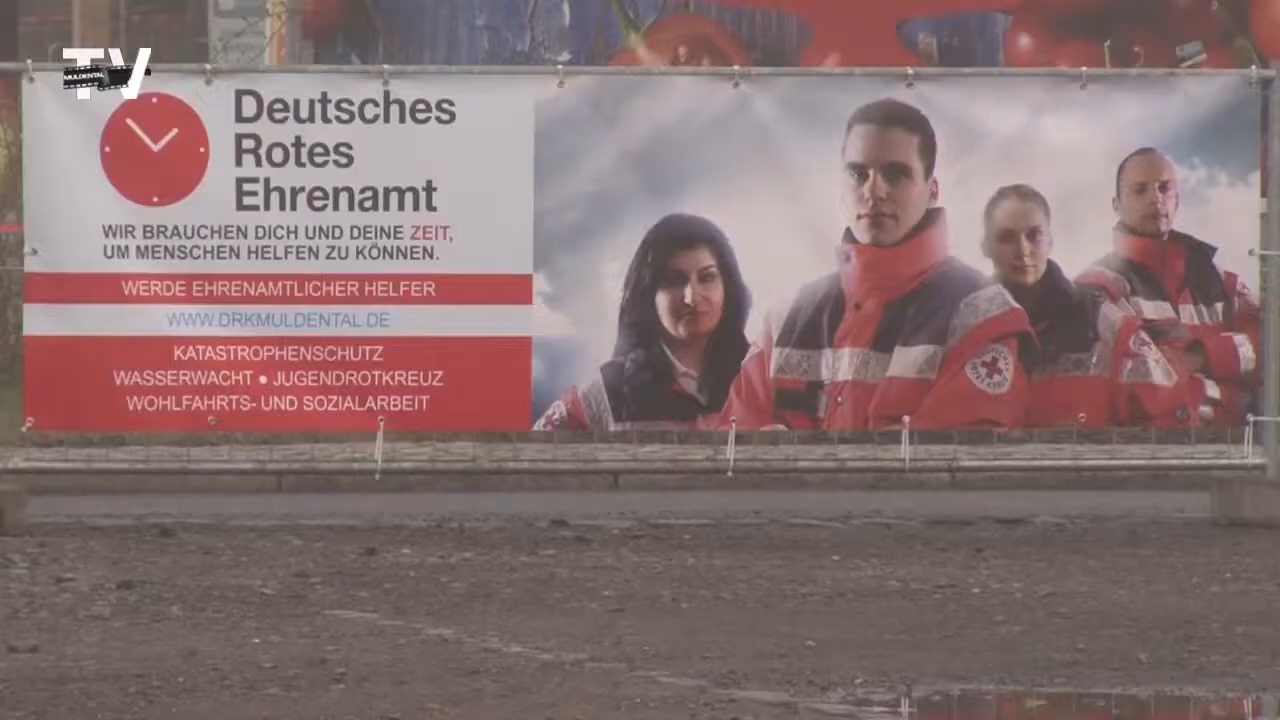 TV
MULDENTAL
Deutsches
Rotes
Ehrenamt
WIR BRAUCHEN DICH UND DEINE ZEIT,
UM MENSCHEN HELFEN ZU KÖNNEN.
WERDE EHRENAMTLICHER HELFER
WWW.DRKMULDENTAL.DE
KATASTROPHENSCHUTZ
WASSERWACHT • JUGENDROTKREUZ
WOHLFAHRTS- UND SOZIALARBEIT